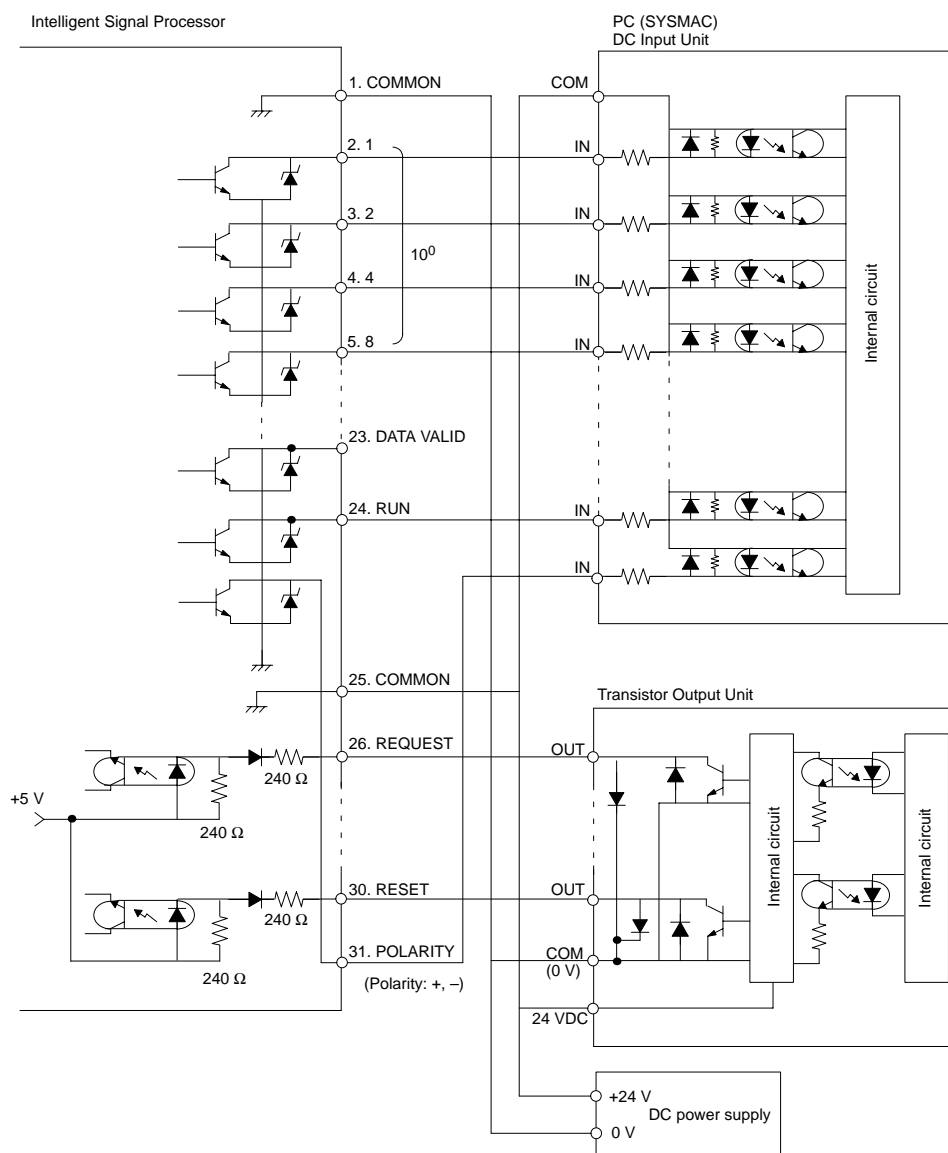 Intelligent Signal Processor
PC (SYSMAC)
DC Input Unit
1. COMMON
COM
2. 1
IN
3. 2
IN
10⁰
4. 4
IN
5. 8
IN
Internal circuit
23. DATA VALID
24. RUN
IN
IN
25. COMMON
Transistor Output Unit
26. REQUEST
OUT
240 Ω
+5 V
240 Ω
Internal circuit
Internal circuit
30. RESET
OUT
240 Ω
31. POLARITY
COM
(0 V)
240 Ω
(Polarity: +, –)
24 VDC
+24 V
DC power supply
0 V